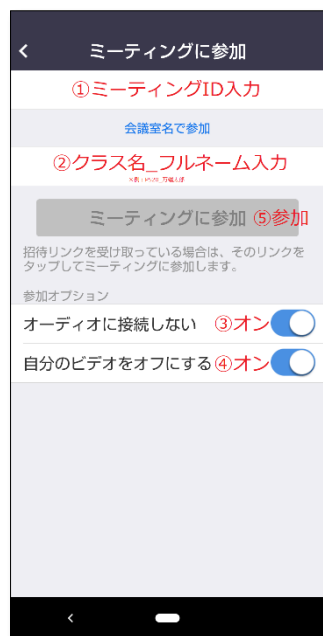 ミーティングに参加
①ミーティングID入力
会議室名で参加
②クラス名_フルネーム入力
ミーティングに参加 ⑤参加
招待リンクを受け取っている場合は、そのリンクを
タップしてミーティングに参加します。
参加オプション
オーディオに接続しない ③オン
自分のビデオをオフにする ④オン